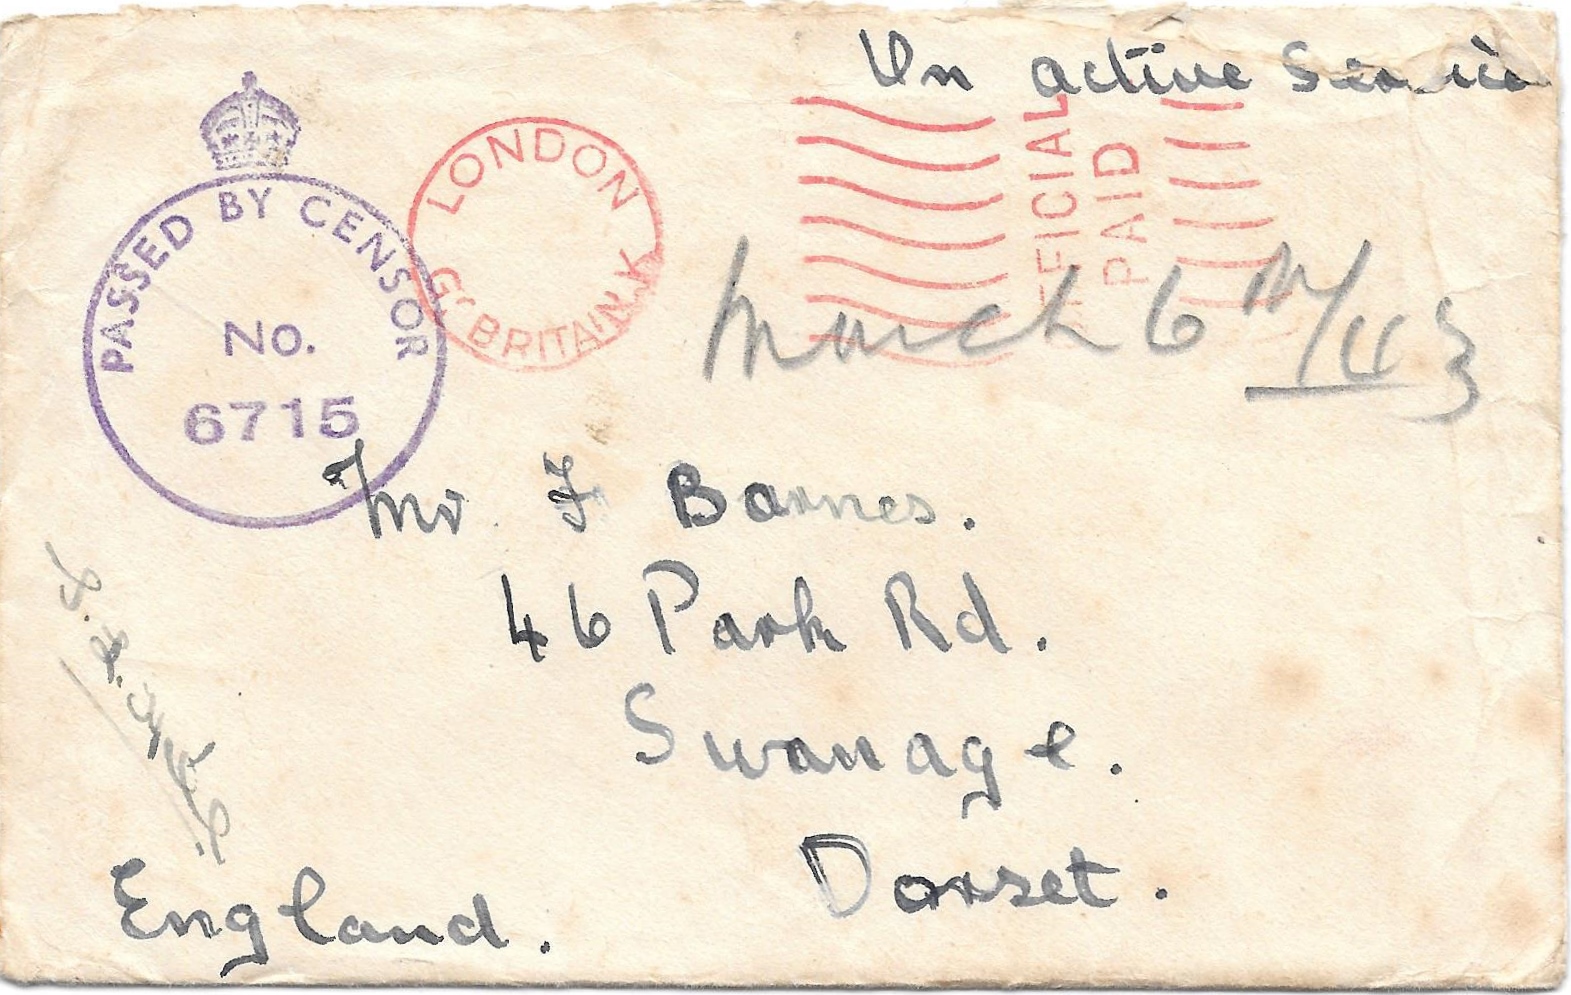 On active Service
PASSED BY CENSOR
No.
6715
LONDON
Gt BRITAIN.K
OFFICIAL
PAID
March 6th/43
Mr. F Barnes.
46 Park Rd.
Swanage.
Dorset.
England.